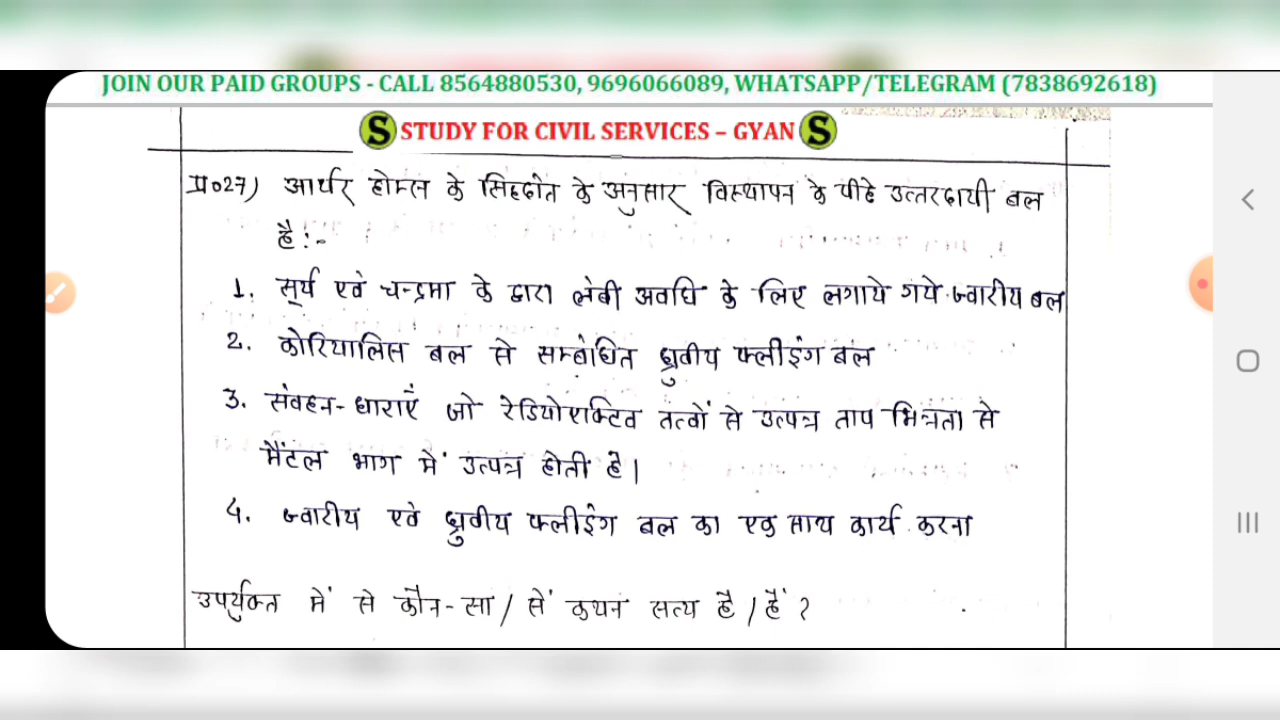 JOIN OUR PAID GROUPS - CALL 8564880530, 9696066089, WHATSAPP/TELEGRAM (7838692618)
S STUDY FOR CIVIL SERVICES – GYAN S
प्र०27) आर्थर होम्स के सिद्धांत के अनुसार विस्थापन के पीछे उत्तरदायी बल
है:-
1. सूर्य एवं चन्द्रमा के द्वारा लंबी अवधि के लिए लगाये गये ज्वारीय बल
2. कोरियालिस बल से सम्बंधित ध्रुवीय फ्लीइंग बल
3. संवहन-धाराएँ जो रेडियोएक्टिव तत्वों से उत्पन्न ताप भिन्नता से
मैंटल भाग में उत्पन्न होती है।
4. ज्वारीय एवं ध्रुवीय फ्लीइंग बल का एक साथ कार्य करना
उपर्युक्त में से कौन-सा/से कथन सत्य है/हैं?